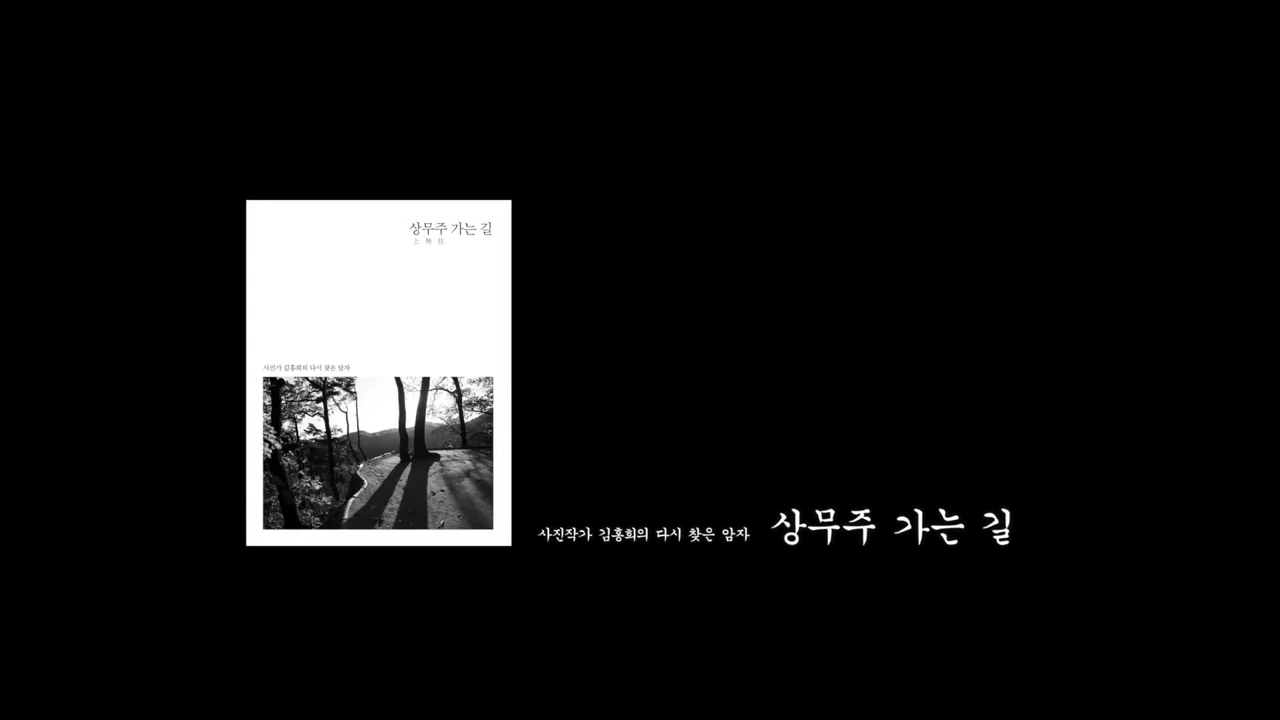 상무주 가는 길
上 無 住
사진가 김홍희의 다시 찾은 암자
사진작가 김홍희의 다시 찾은 암자 상무주 가는 길